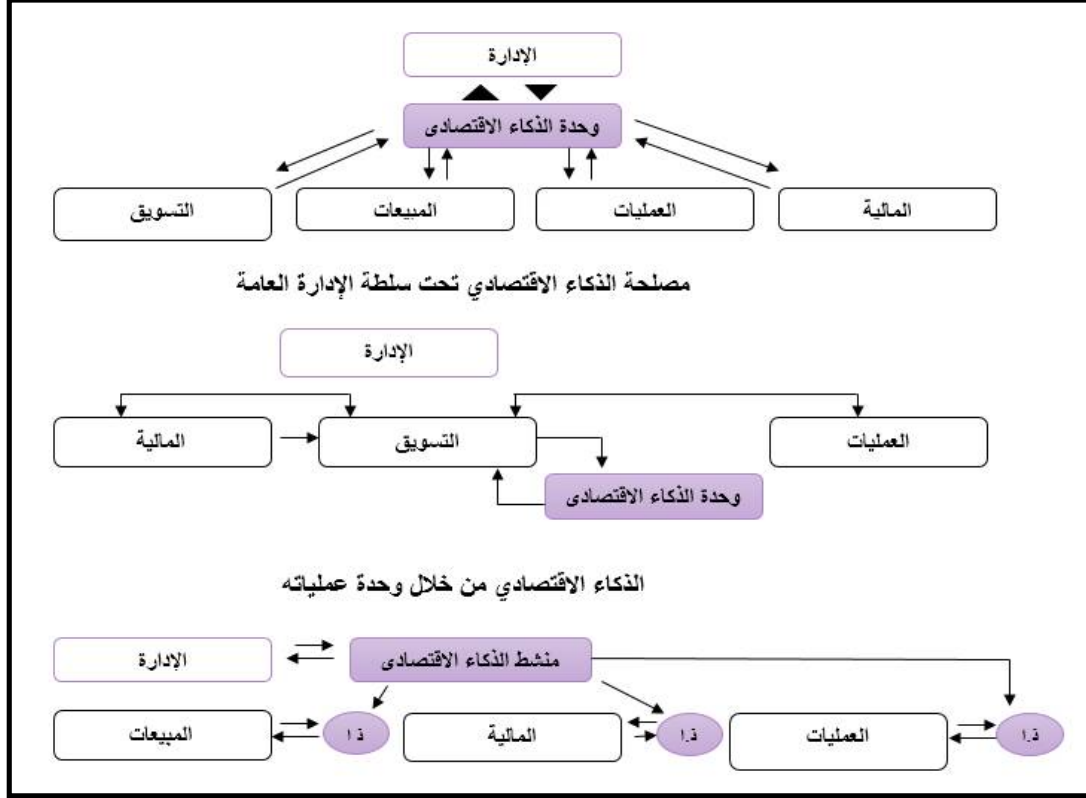 الإدارة
وحدة الذكاء الاقتصادى
المالية
العمليات
المبيعات
التسويق
مصلحة الذكاء الاقتصادي تحت سلطة الإدارة العامة
الإدارة
العمليات
التسويق
المالية
وحدة الذكاء الاقتصادى
الذكاء الاقتصادي من خلال وحدة عملياته
منشط الذكاء الاقتصادى
الإدارة
ذ.ا
العمليات
ذ.ا
المالية
ذ ا
المبيعات